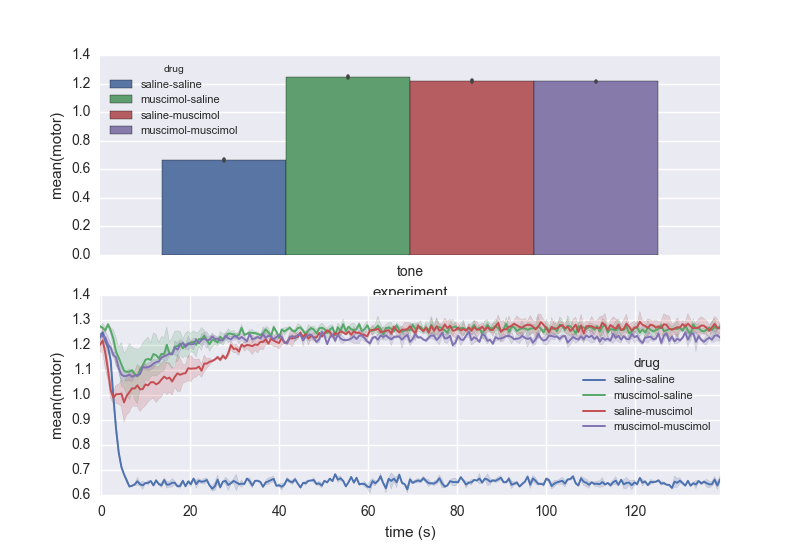 1.4
1.2
1.0
0.8
0.6
0.4
0.2
0.0
mean(motor)
drug
saline-saline
muscimol-saline
saline-muscimol
muscimol-muscimol
tone
experiment
1.4
1.3
1.2
1.1
1.0
0.9
0.8
0.7
0.6
mean(motor)
drug
saline-saline
muscimol-saline
saline-muscimol
muscimol-muscimol
0 20 40 60 80 100 120
time (s)